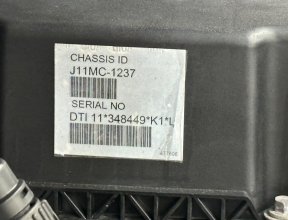 CHASSIS ID
J11MC-1237
SERIAL NO
DTI 11*348449*K1*L